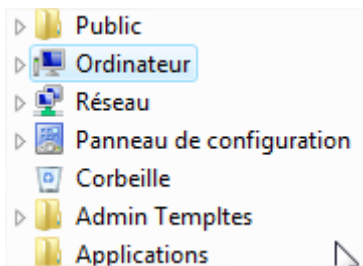 Public
Ordinateur
Réseau
Panneau de configuration
Corbeille
Admin Templtes
Applications